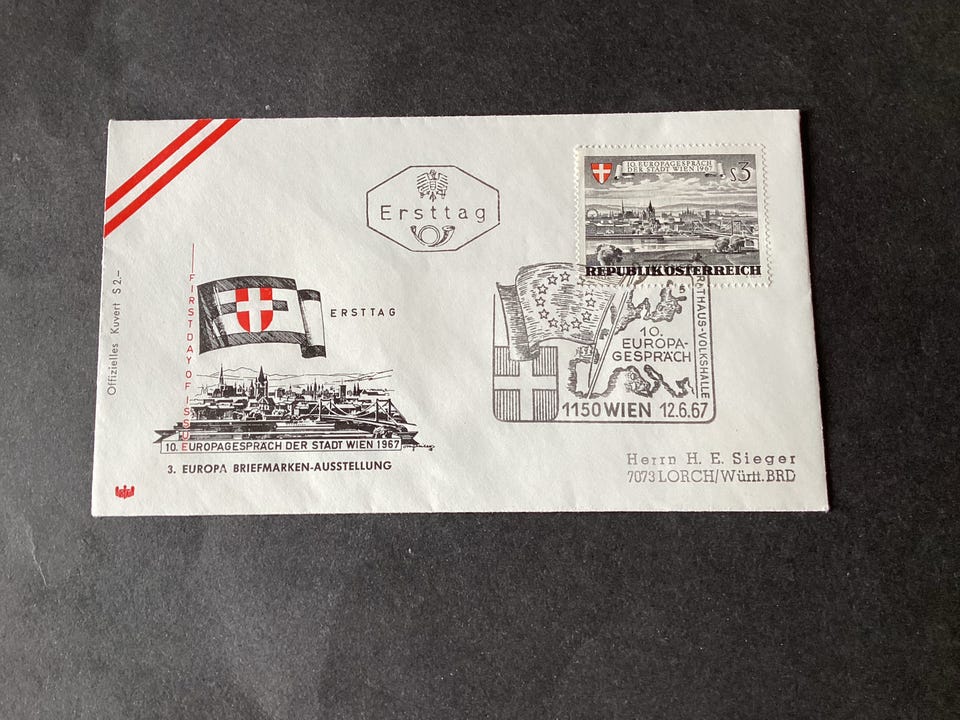 Offizielles Kuvert S 2.–
FIRST DAY OF ISSUE
ERSTTAG
10. EUROPAGESPRÄCH DER STADT WIEN 1967
3. EUROPA BRIEFMARKEN-AUSSTELLUNG
Ersttag
10. EUROPAGESPRÄCH
DER STADT WIEN 1967
S3
REPUBLIK ÖSTERREICH
10.
EUROPA-
GESPRÄCH
RATHAUS-VOLKSHALLE
1150 WIEN 12.6.67
Herrn H. E. Sieger
7073 LORCH/Württ. BRD